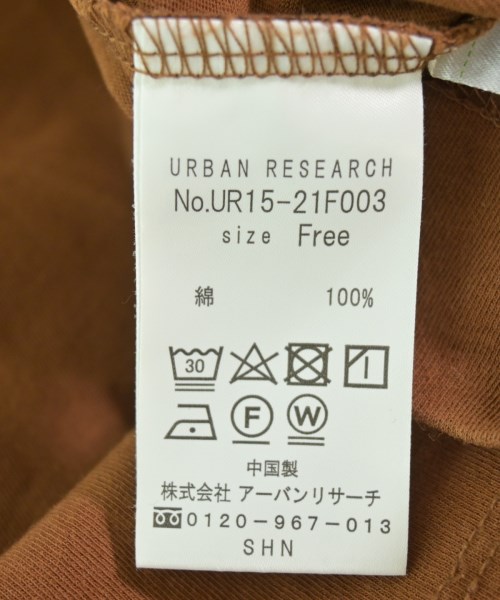 URBAN RESEARCH
No.UR15-21F003
size Free
綿 100%
30
F W
中国製
株式会社 アーバンリサーチ
0120-967-013
SHN